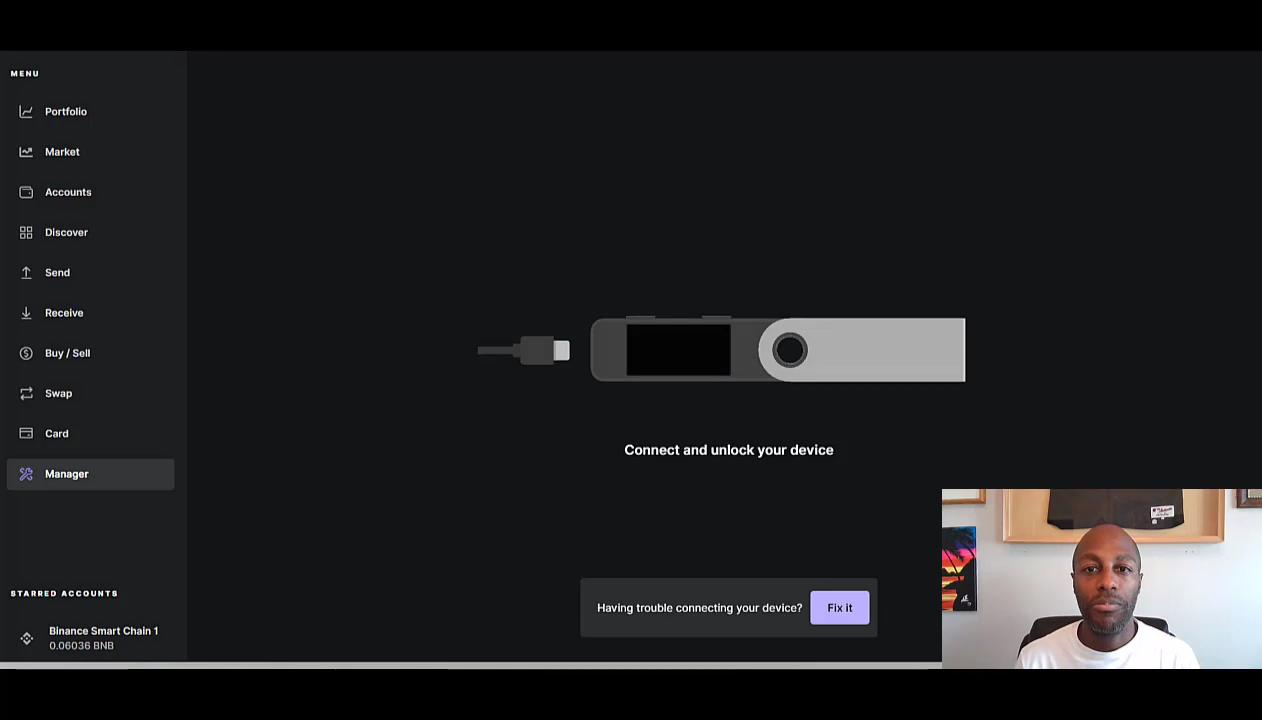 MENU
Portfolio
Market
Accounts
Discover
Send
Receive
Buy / Sell
Swap
Card
Manager
Connect and unlock your device
Having trouble connecting your device?
Fix it
STARRED ACCOUNTS
Binance Smart Chain 1
0.06036 BNB